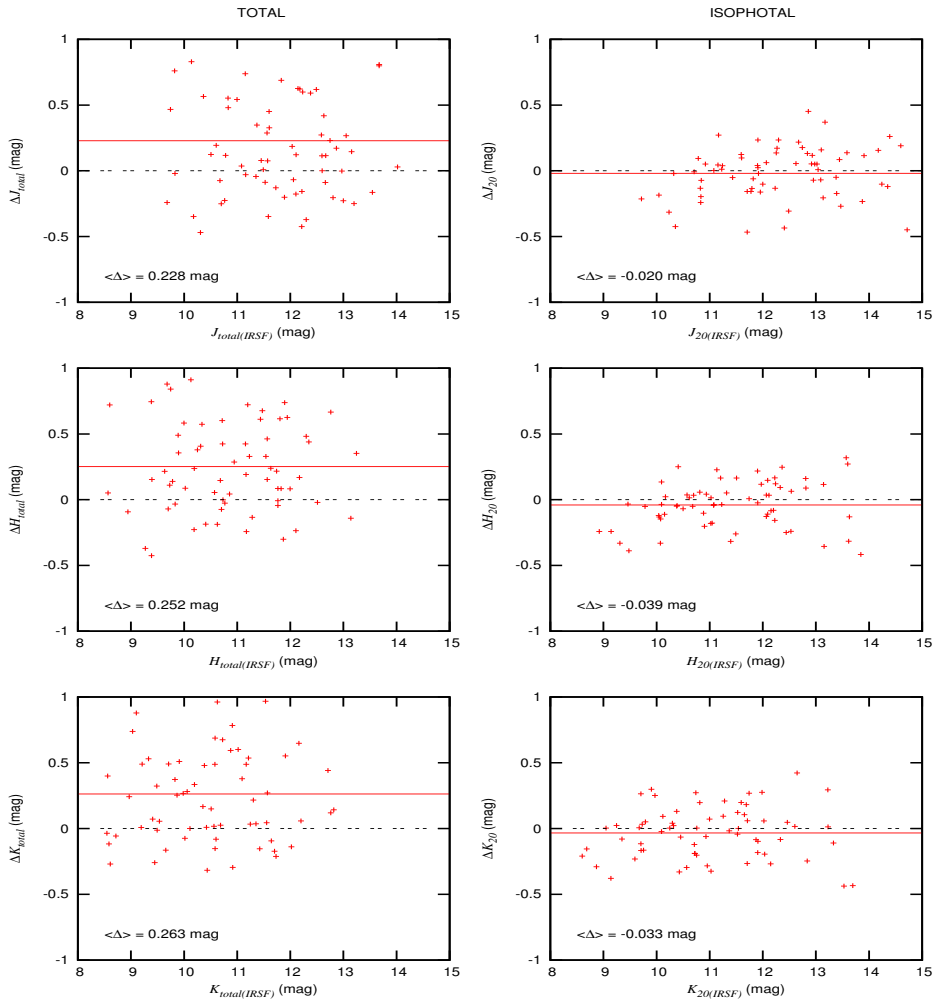 TOTAL
ISOPHOTAL
1
0.5
0
-0.5
-1
ΔJtotal (mag)
<Δ> = 0.228 mag
8 9 10 11 12 13 14 15
Jtotal(IRSF) (mag)
1
0.5
0
-0.5
-1
ΔJ20 (mag)
<Δ> = -0.020 mag
8 9 10 11 12 13 14 15
J20(IRSF) (mag)
1
0.5
0
-0.5
-1
ΔHtotal (mag)
<Δ> = 0.252 mag
8 9 10 11 12 13 14 15
Htotal(IRSF) (mag)
1
0.5
0
-0.5
-1
ΔH20 (mag)
<Δ> = -0.039 mag
8 9 10 11 12 13 14 15
H20(IRSF) (mag)
1
0.5
0
-0.5
-1
ΔKtotal (mag)
<Δ> = 0.263 mag
8 9 10 11 12 13 14 15
Ktotal(IRSF) (mag)
1
0.5
0
-0.5
-1
ΔK20 (mag)
<Δ> = -0.033 mag
8 9 10 11 12 13 14 15
K20(IRSF) (mag)